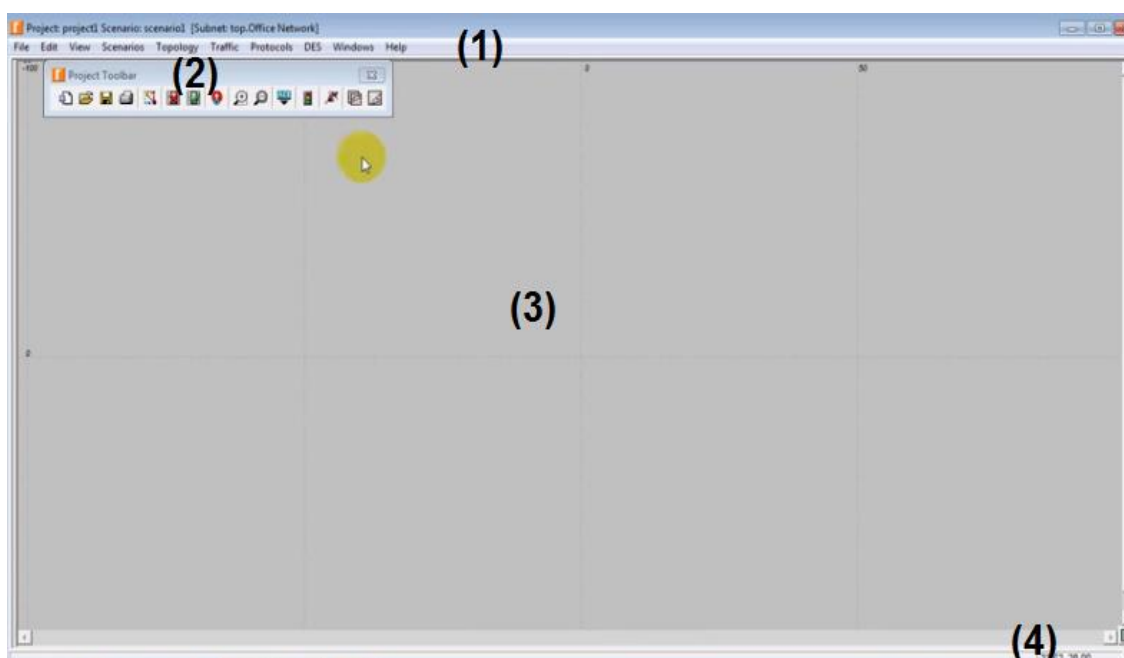 Project: project1 Scenario: scenario1 [Subnet: top.Office Network]
File Edit View Scenarios Topology Traffic Protocols DES Windows Help
(1)
-100 0 50
Project Toolbar
(2)
(3)
0
(4)